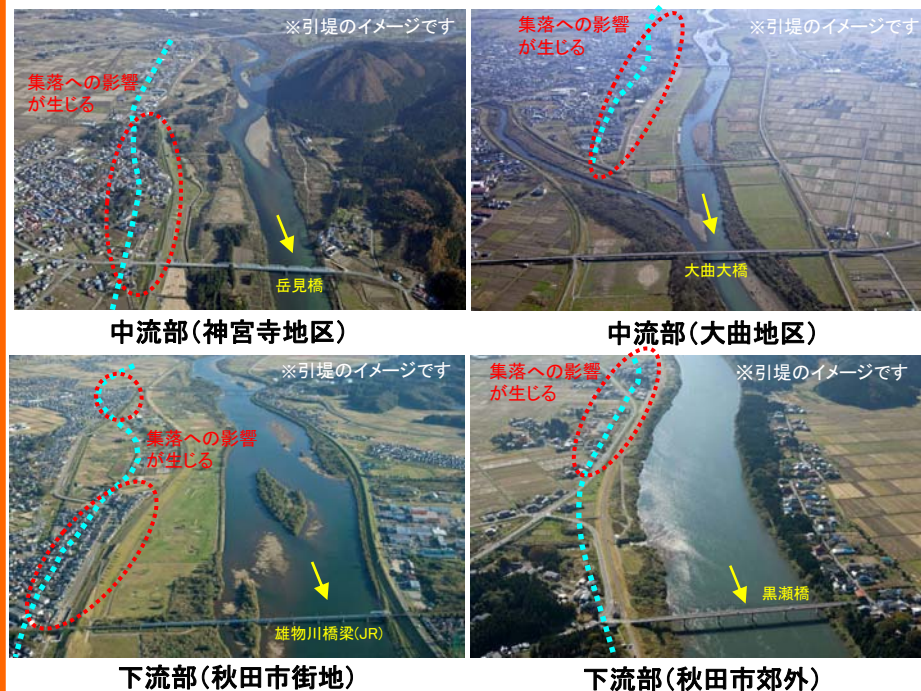 ※引堤のイメージです
集落への影響
が生じる
岳見橋
中流部(神宮寺地区)
※引堤のイメージです
集落への影響
が生じる
大曲大橋
中流部(大曲地区)
※引堤のイメージです
集落への影響
が生じる
雄物川橋梁(JR)
下流部(秋田市街地)
※引堤のイメージです
集落への影響
が生じる
黒瀬橋
下流部(秋田市郊外)